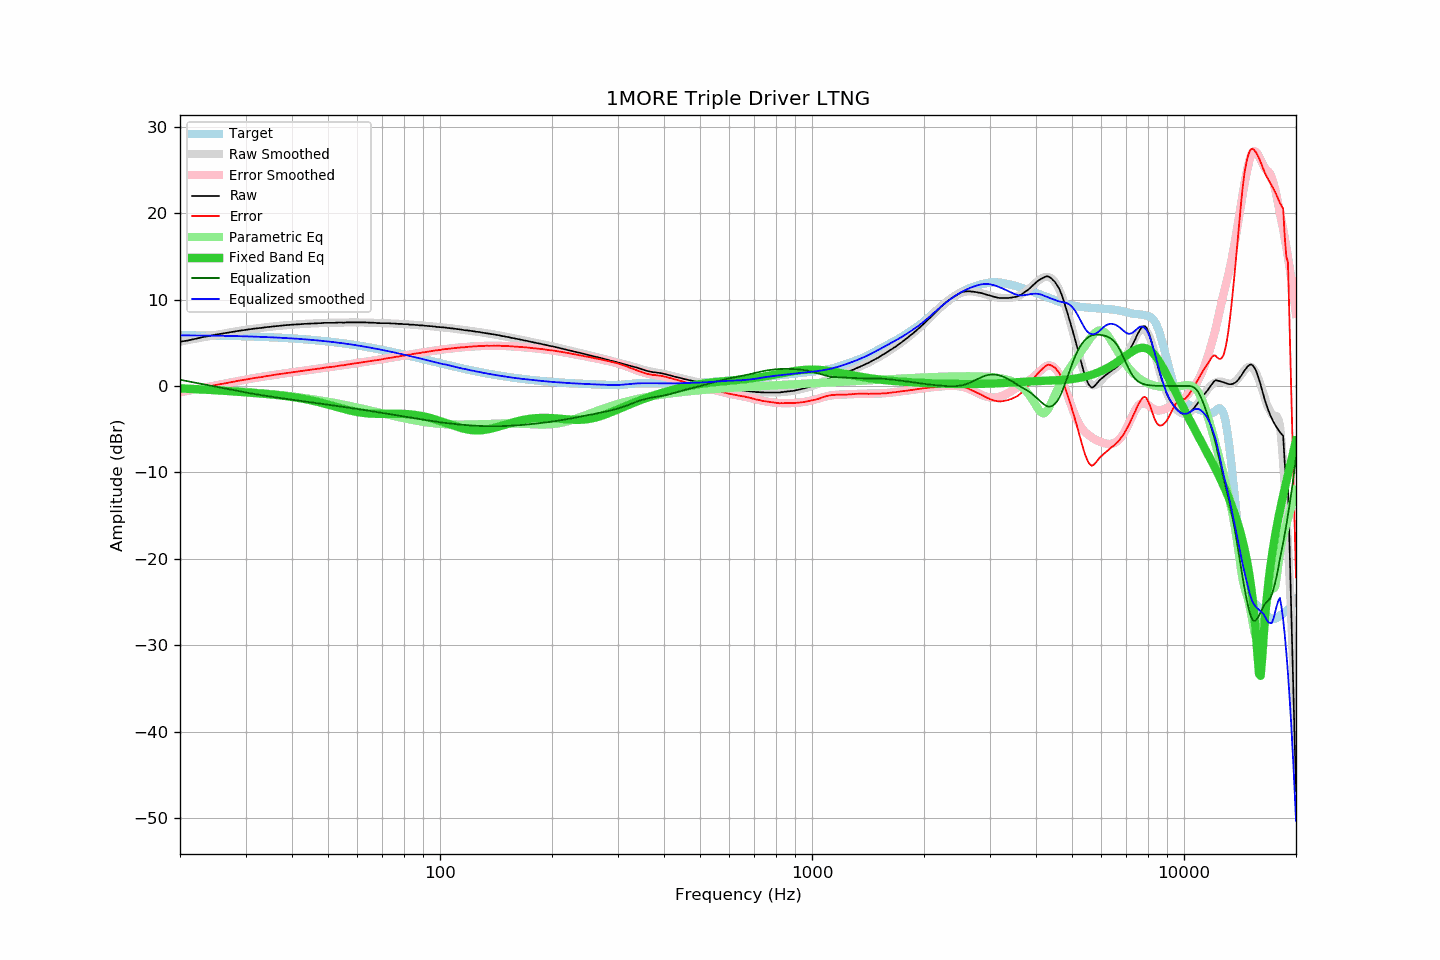 1MORE Triple Driver LTNG
30
20
10
0
−10
−20
−30
−40
−50
Amplitude (dBr)
Target
Raw Smoothed
Error Smoothed
Raw
Error
Parametric Eq
Fixed Band Eq
Equalization
Equalized smoothed
100
1000
10000
Frequency (Hz)